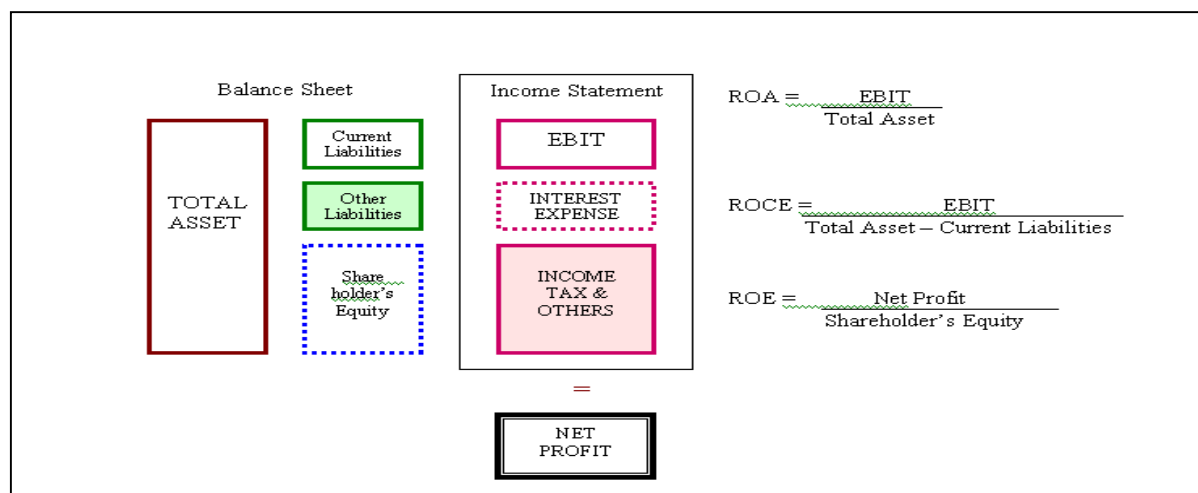 Balance Sheet
TOTAL
ASSET
Current
Liabilities
Other
Liabilities
Share
holder's
Equity
Income Statement
EBIT
INTEREST
EXPENSE
INCOME
TAX &
OTHERS
=
NET
PROFIT
ROA = EBIT
Total Asset
ROCE = EBIT
Total Asset – Current Liabilities
ROE = Net Profit
Shareholder's Equity